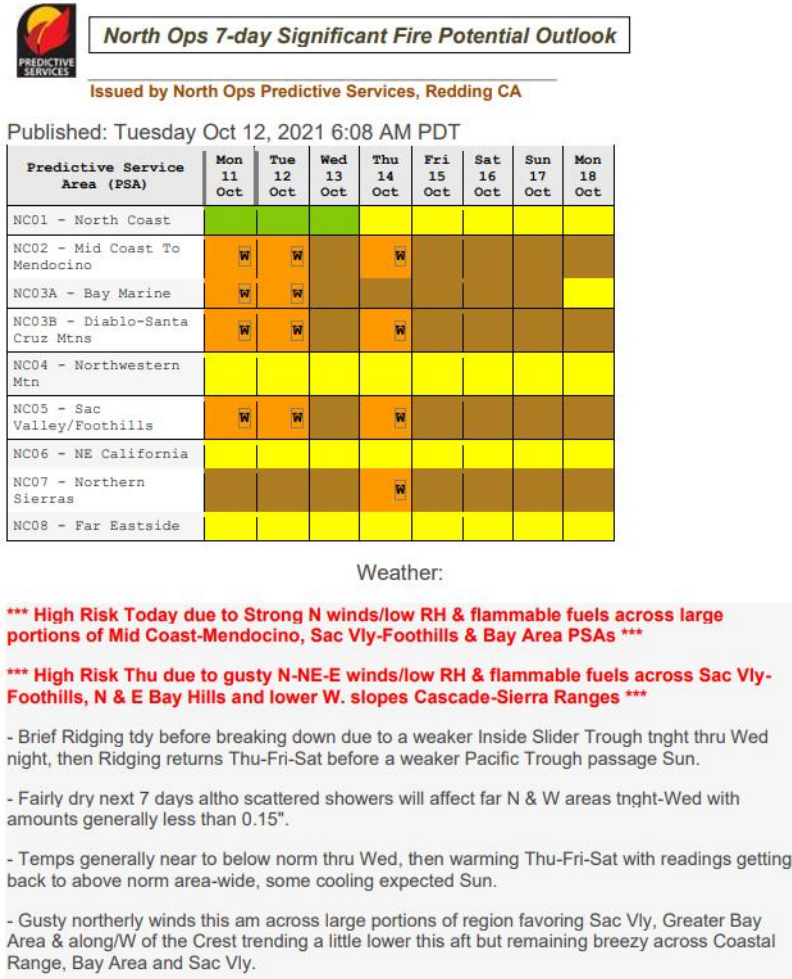 PREDICTIVE
SERVICES
North Ops 7-day Significant Fire Potential Outlook
Issued by North Ops Predictive Services, Redding CA
Published: Tuesday Oct 12, 2021 6:08 AM PDT
Predictive Service Area (PSA) Mon 11 Oct Tue 12 Oct Wed 13 Oct Thu 14 Oct Fri 15 Oct Sat 16 Oct Sun 17 Oct Mon 18 Oct
NC01 - North Coast
NC02 - Mid Coast To
Mendocino W W W
NC03A - Bay Marine W W
NC03B - Diablo-Santa
Cruz Mtns W W W
NC04 - Northwestern
Mtn
NC05 - Sac
Valley/Foothills W W W
NC06 - NE California
NC07 - Northern
Sierras W
NC08 - Far Eastside
Weather:
*** High Risk Today due to Strong N winds/low RH & flammable fuels across large
portions of Mid Coast-Mendocino, Sac Vly-Foothills & Bay Area PSAs ***
*** High Risk Thu due to gusty N-NE-E winds/low RH & flammable fuels across Sac Vly-
Foothills, N & E Bay Hills and lower W. slopes Cascade-Sierra Ranges ***
- Brief Ridging tdy before breaking down due to a weaker Inside Slider Trough tnght thru Wed
night, then Ridging returns Thu-Fri-Sat before a weaker Pacific Trough passage Sun.
- Fairly dry next 7 days altho scattered showers will affect far N & W areas tnght-Wed with
amounts generally less than 0.15".
- Temps generally near to below norm thru Wed, then warming Thu-Fri-Sat with readings getting
back to above norm area-wide, some cooling expected Sun.
- Gusty northerly winds this am across large portions of region favoring Sac Vly, Greater Bay
Area & along/W of the Crest trending a little lower this aft but remaining breezy across Coastal
Range, Bay Area and Sac Vly.